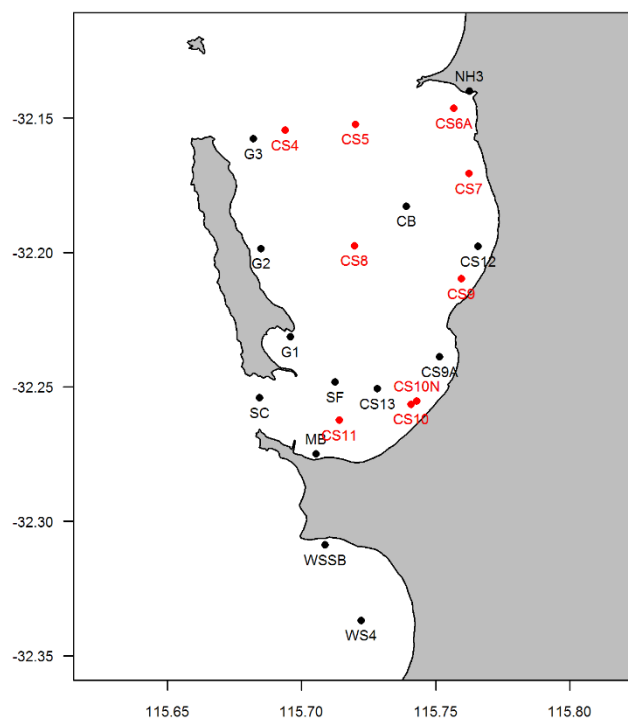 NH3
-32.15
CS6A
CS5
CS4
G3
CS7
-32.20
CB
CS8
G2
CS12
CS9
G1
-32.25
CS9A
CS10N
SF
CS13
SC
CS10
CS11
MB
-32.30
WSSB
WS4
-32.35
115.65
115.70
115.75
115.80